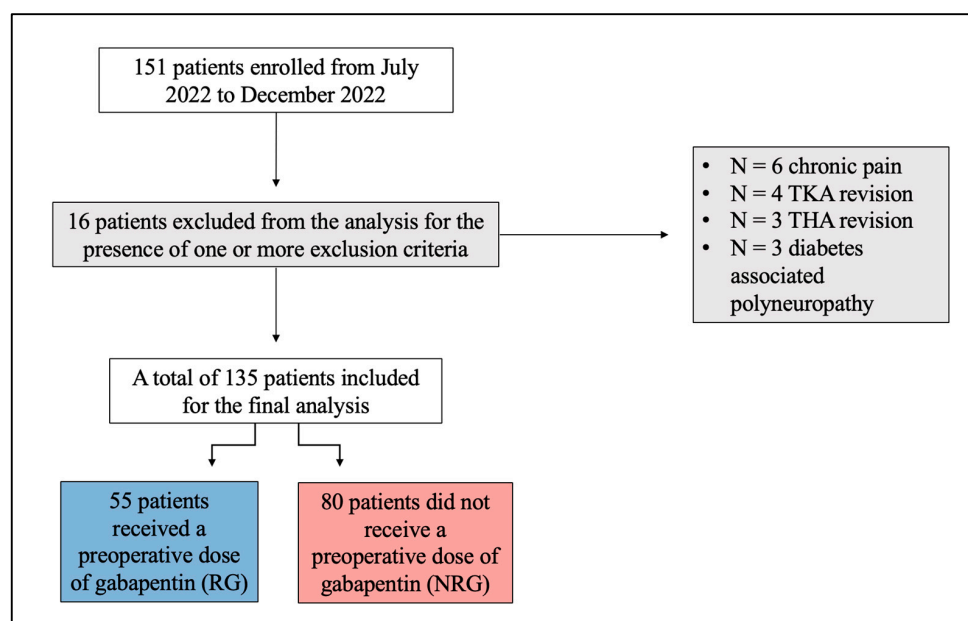 151 patients enrolled from July
2022 to December 2022
16 patients excluded from the analysis for the
presence of one or more exclusion criteria
• N = 6 chronic pain
• N = 4 TKA revision
• N = 3 THA revision
• N = 3 diabetes
associated
polyneuropathy
A total of 135 patients included
for the final analysis
55 patients
received a
preoperative dose
of gabapentin (RG)
80 patients did not
receive a
preoperative dose of
gabapentin (NRG)